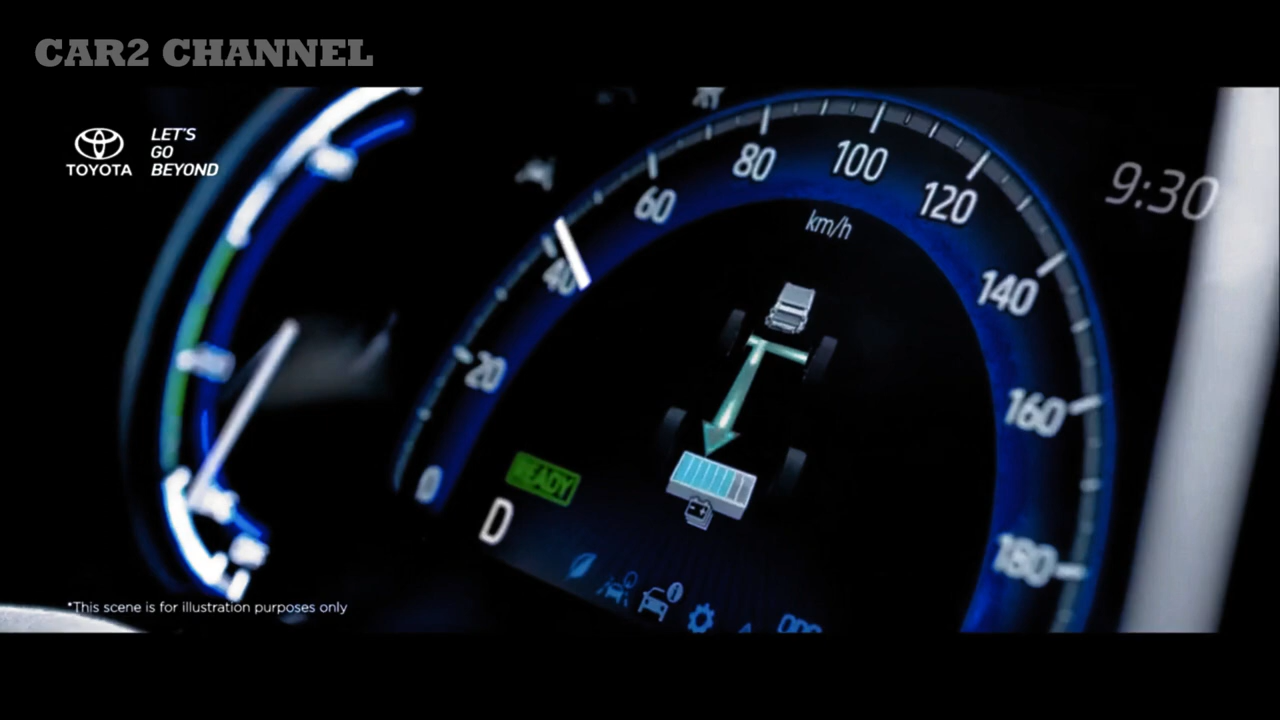 CAR2 CHANNEL
TOYOTA
LET'S
GO
BEYOND
9:30
0
20
40
60
80
100
120
140
160
180
km/h
READY
D
*This scene is for illustration purposes only